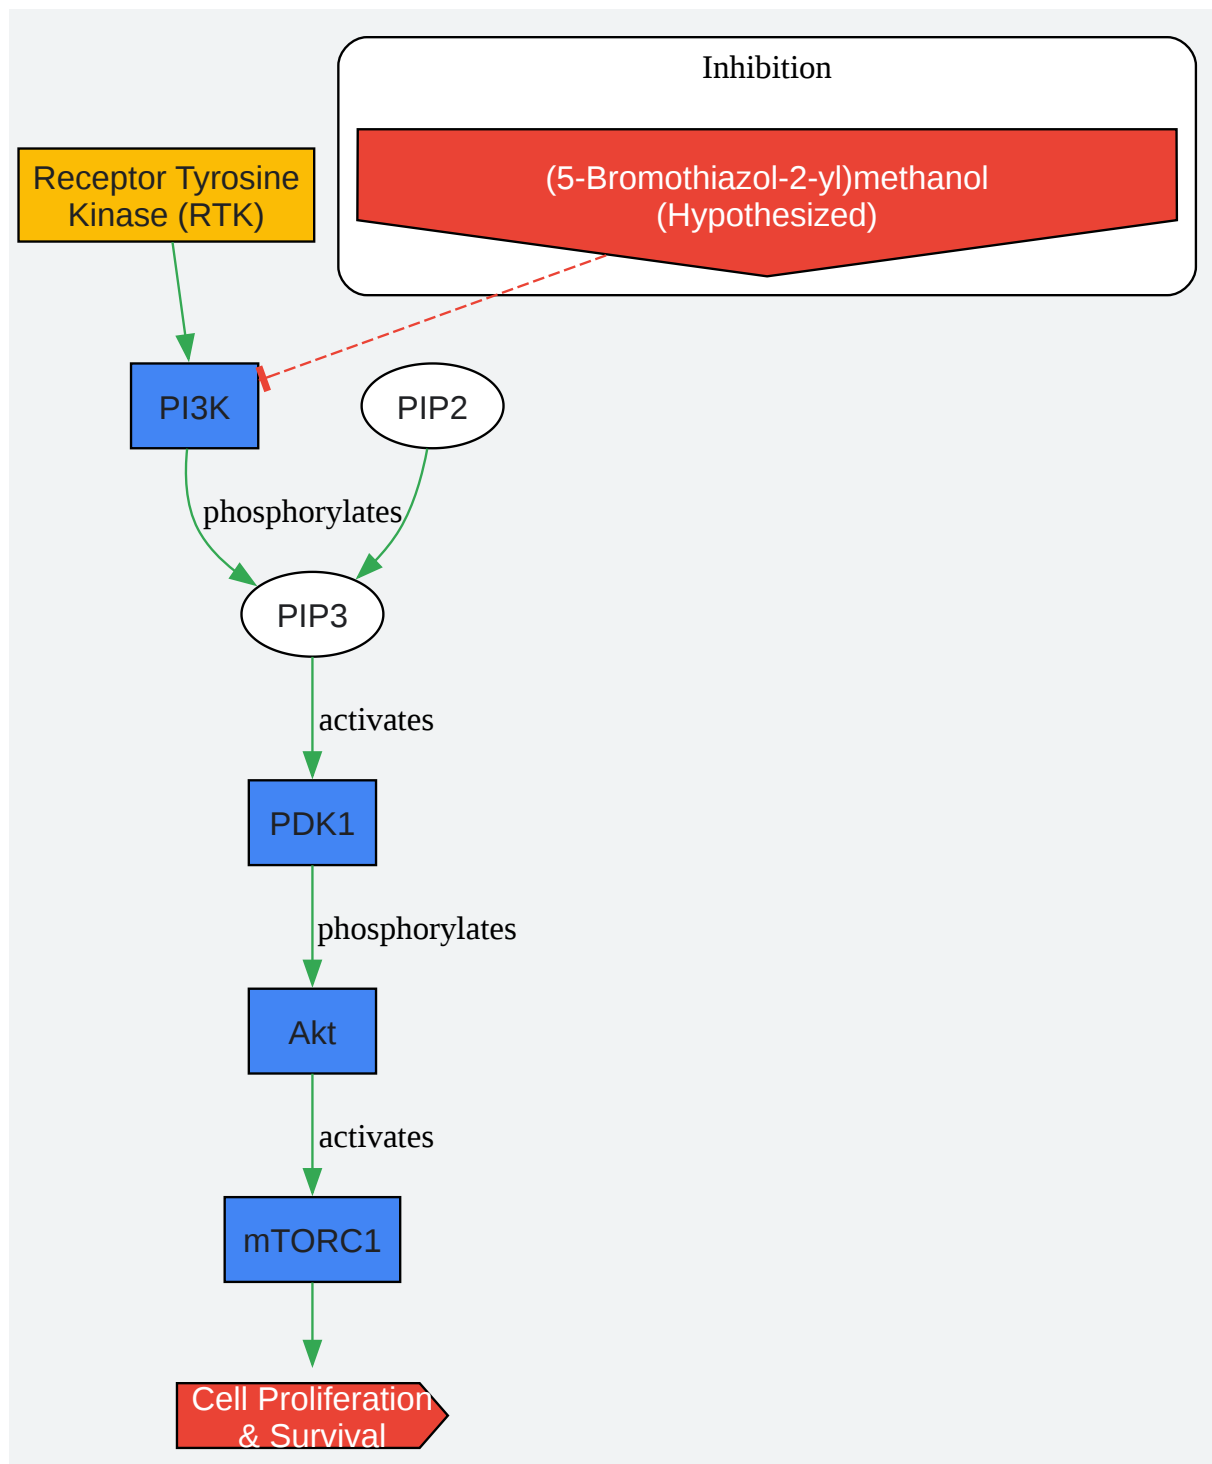 Inhibition
Receptor Tyrosine
Kinase (RTK)
(5-Bromothiazol-2-yl)methanol
(Hypothesized)
PI3K
PIP2
phosphorylates
PIP3
activates
PDK1
phosphorylates
Akt
activates
mTORC1
Cell Proliferation
& Survival